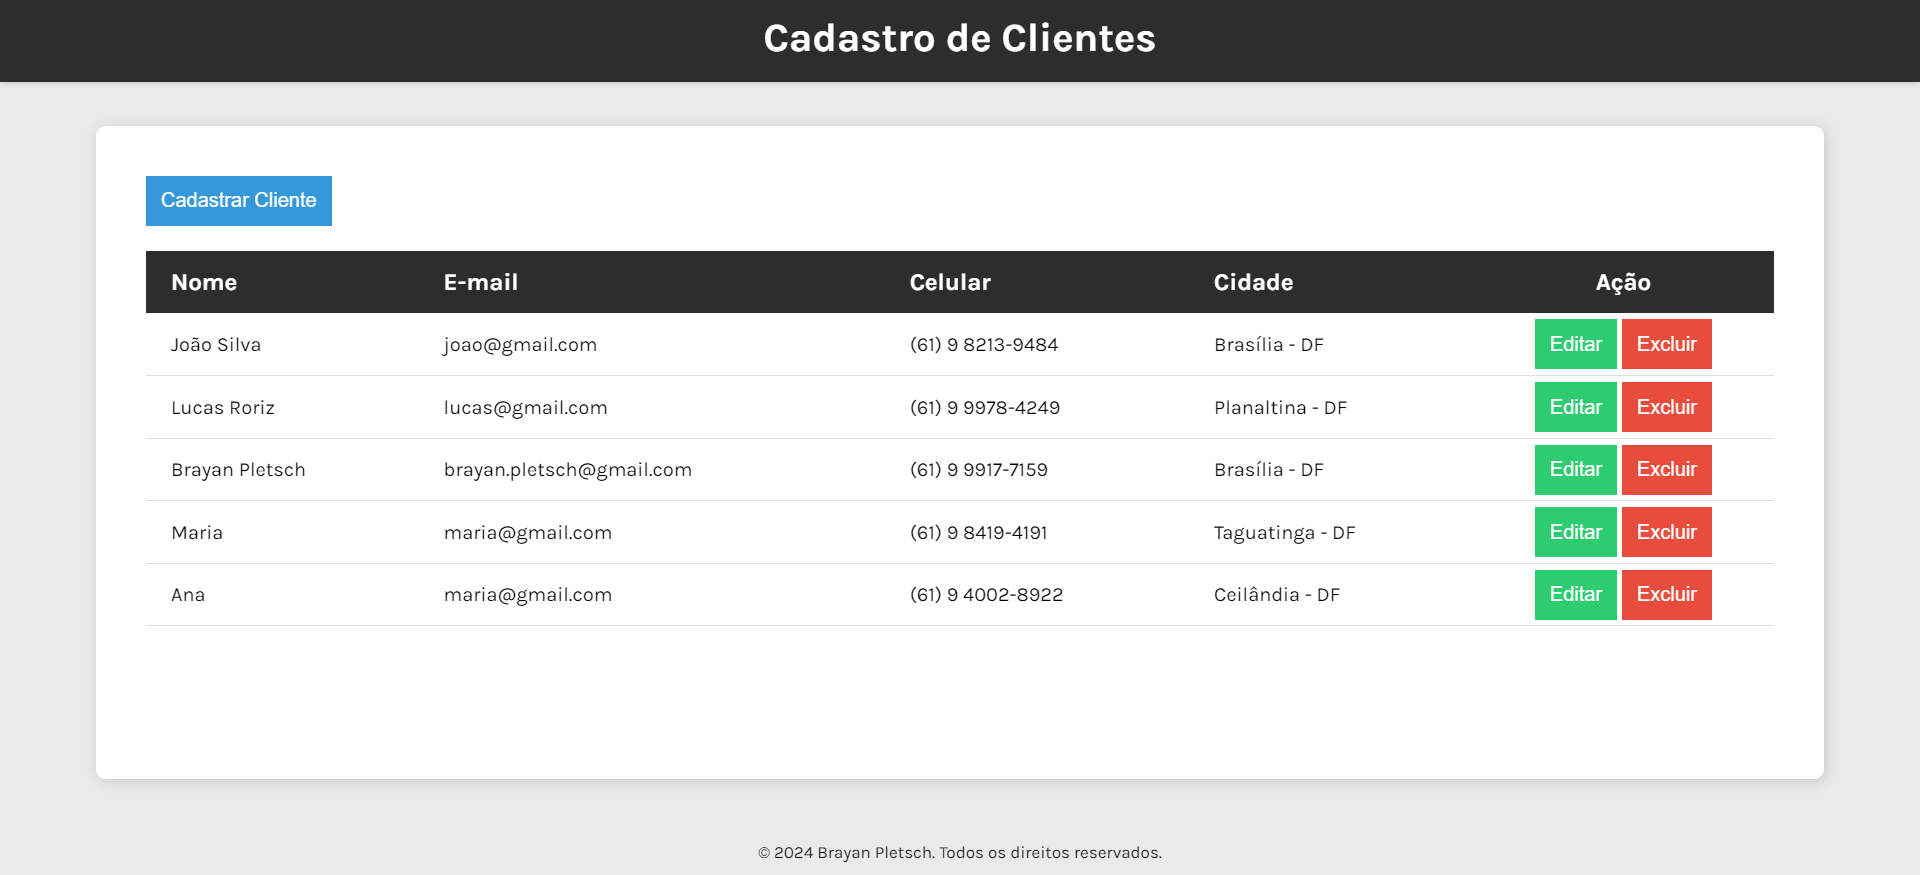 Cadastro de Clientes
Cadastrar Cliente
Nome E-mail Celular Cidade Ação
João Silva joao@gmail.com (61) 9 8213-9484 Brasília - DF Editar Excluir
Lucas Roriz lucas@gmail.com (61) 9 9978-4249 Planaltina - DF Editar Excluir
Brayan Pletsch brayan.pletsch@gmail.com (61) 9 9917-7159 Brasília - DF Editar Excluir
Maria maria@gmail.com (61) 9 8419-4191 Taguatinga - DF Editar Excluir
Ana maria@gmail.com (61) 9 4002-8922 Ceilândia - DF Editar Excluir
© 2024 Brayan Pletsch. Todos os direitos reservados.